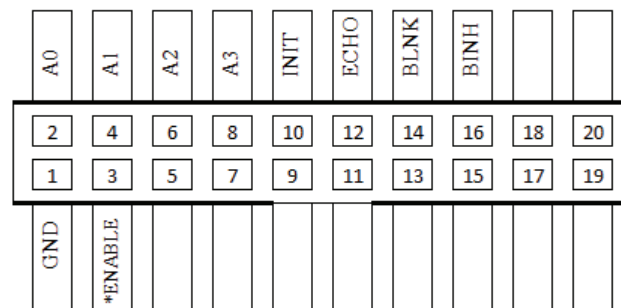 A0 A1 A2 A3 INIT ECHO BLNK BINH
2 4 6 8 10 12 14 16 18 20
1 3 5 7 9 11 13 15 17 19
GND *ENABLE